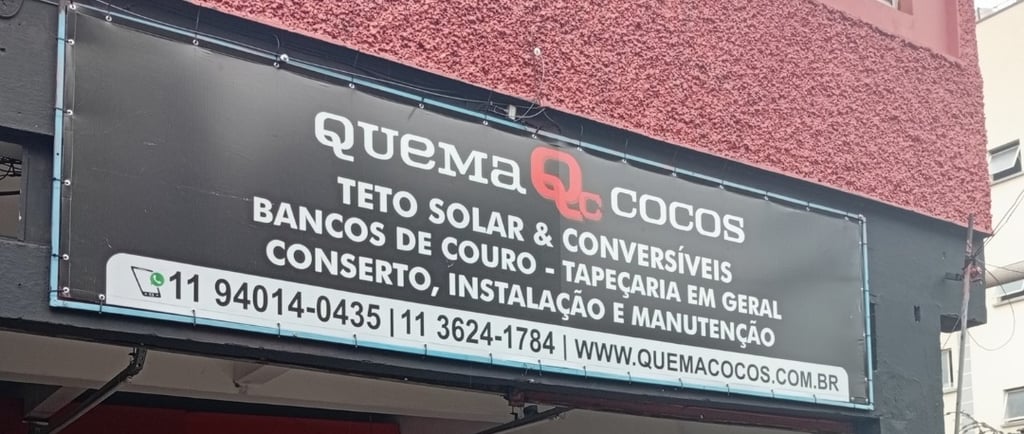 QUEMA Qc COCOS
TETO SOLAR & CONVERSÍVEIS
BANCOS DE COURO - TAPEÇARIA EM GERAL
CONSERTO, INSTALAÇÃO E MANUTENÇÃO
11 94014-0435 | 11 3624-1784 | WWW.QUEMACOCOS.COM.BR